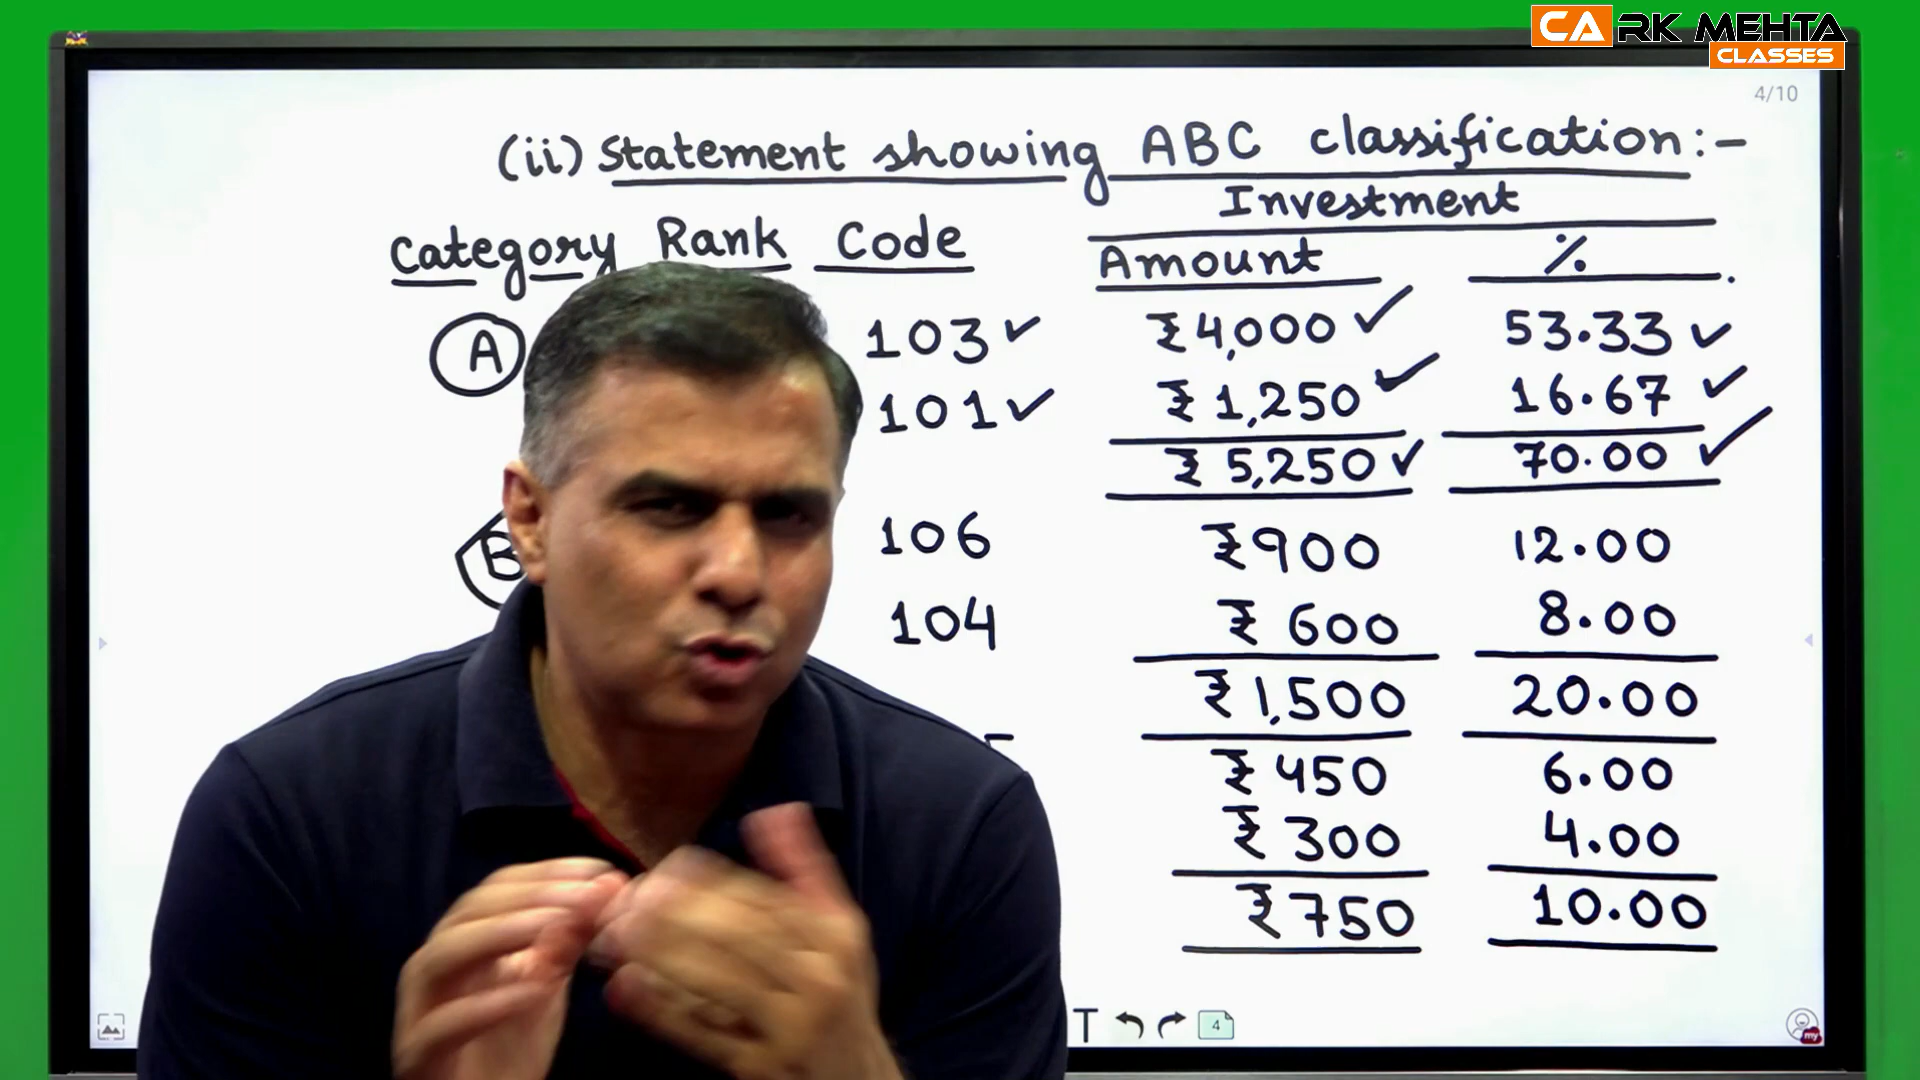 CA RK MEHTA
CLASSES
4/10
(ii) Statement showing ABC classification:-
Investment
Category Rank Code Amount %
A 103 ✓ ₹4,000 ✓ 53.33 ✓
101 ✓ ₹1,250 ✓ 16.67 ✓
₹5,250 ✓ 70.00 ✓
B 106 ₹900 12.00
104 ₹600 8.00
₹1,500 20.00
₹450 6.00
₹300 4.00
₹750 10.00
T 4
my